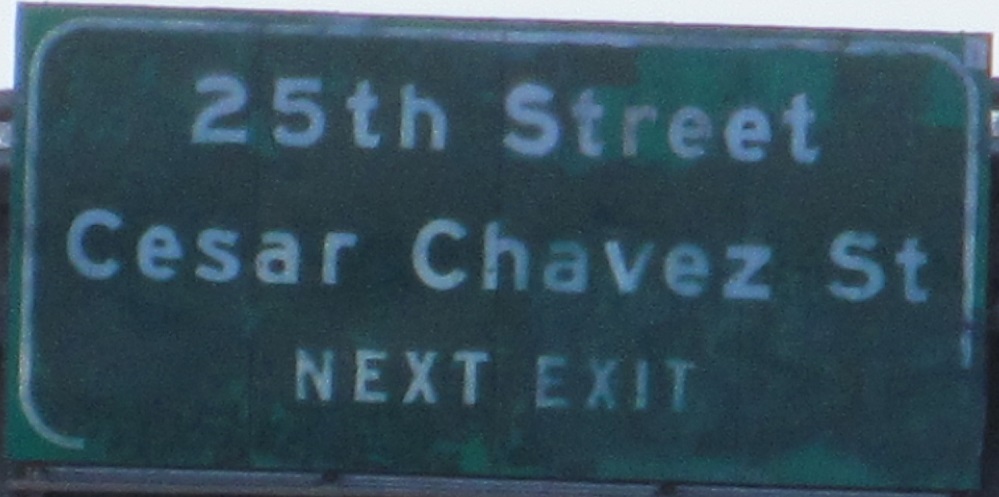 25th Street
Cesar Chavez St
NEXT EXIT